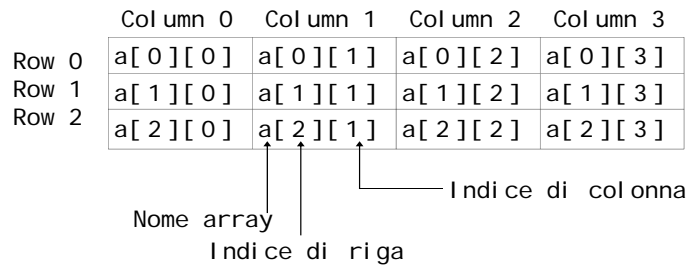 Column 0 Column 1 Column 2 Column 3
Row 0 a[0][0] a[0][1] a[0][2] a[0][3]
Row 1 a[1][0] a[1][1] a[1][2] a[1][3]
Row 2 a[2][0] a[2][1] a[2][2] a[2][3]
Indice di colonna
Nome array
Indice di riga